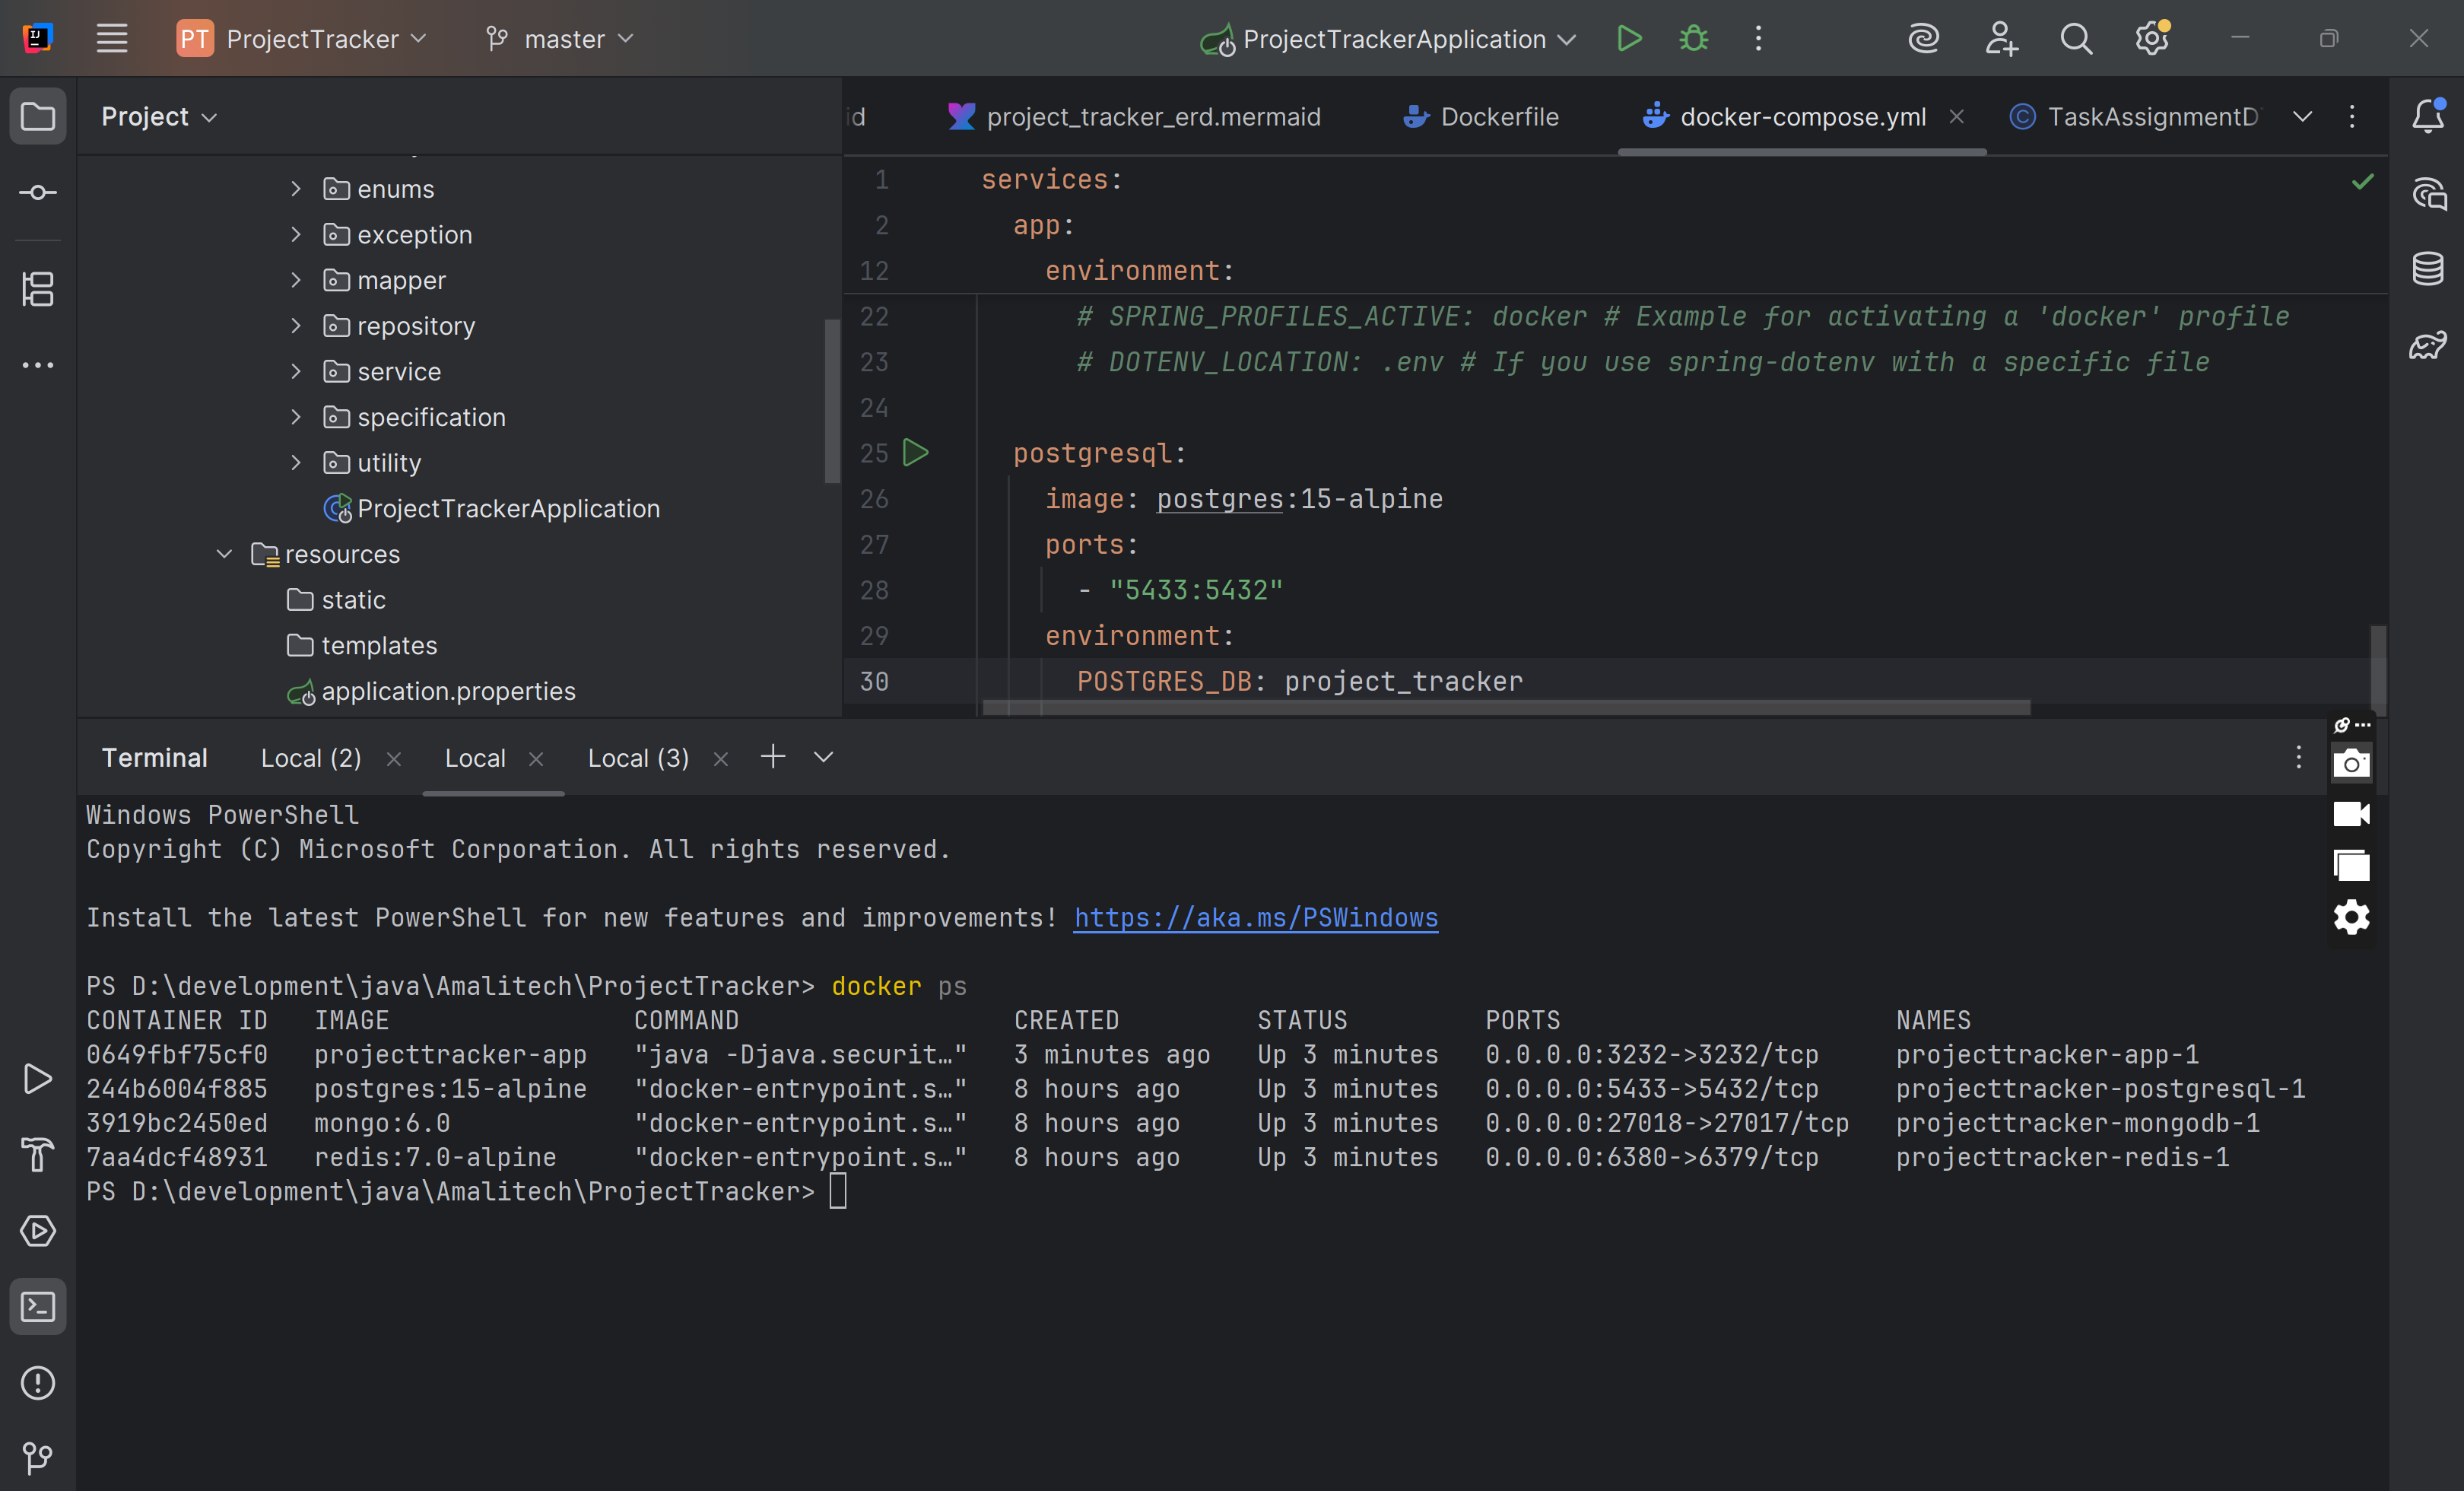 PT ProjectTracker master ProjectTrackerApplication
Project
enums
exception
mapper
repository
service
specification
utility
ProjectTrackerApplication
resources
static
templates
application.properties
id project_tracker_erd.mermaid Dockerfile docker-compose.yml TaskAssignmentD
1 services:
2 app:
12 environment:
22 # SPRING_PROFILES_ACTIVE: docker # Example for activating a 'docker' profile
23 # DOTENV_LOCATION: .env # If you use spring-dotenv with a specific file
24
25 postgresql:
26 image: postgres:15-alpine
27 ports:
28 - "5433:5432"
29 environment:
30 POSTGRES_DB: project_tracker
Terminal Local (2) Local Local (3)
Windows PowerShell
Copyright (C) Microsoft Corporation. All rights reserved.
Install the latest PowerShell for new features and improvements! https://aka.ms/PSWindows
PS D:\development\java\Amalitech\ProjectTracker> docker ps
CONTAINER ID IMAGE COMMAND CREATED STATUS PORTS NAMES
0649fbf75cf0 projecttracker-app "java -Djava.securit…" 3 minutes ago Up 3 minutes 0.0.0.0:3232->3232/tcp projecttracker-app-1
244b6004f885 postgres:15-alpine "docker-entrypoint.s…" 8 hours ago Up 3 minutes 0.0.0.0:5433->5432/tcp projecttracker-postgresql-1
3919bc2450ed mongo:6.0 "docker-entrypoint.s…" 8 hours ago Up 3 minutes 0.0.0.0:27018->27017/tcp projecttracker-mongodb-1
7aa4dcf48931 redis:7.0-alpine "docker-entrypoint.s…" 8 hours ago Up 3 minutes 0.0.0.0:6380->6379/tcp projecttracker-redis-1
PS D:\development\java\Amalitech\ProjectTracker>